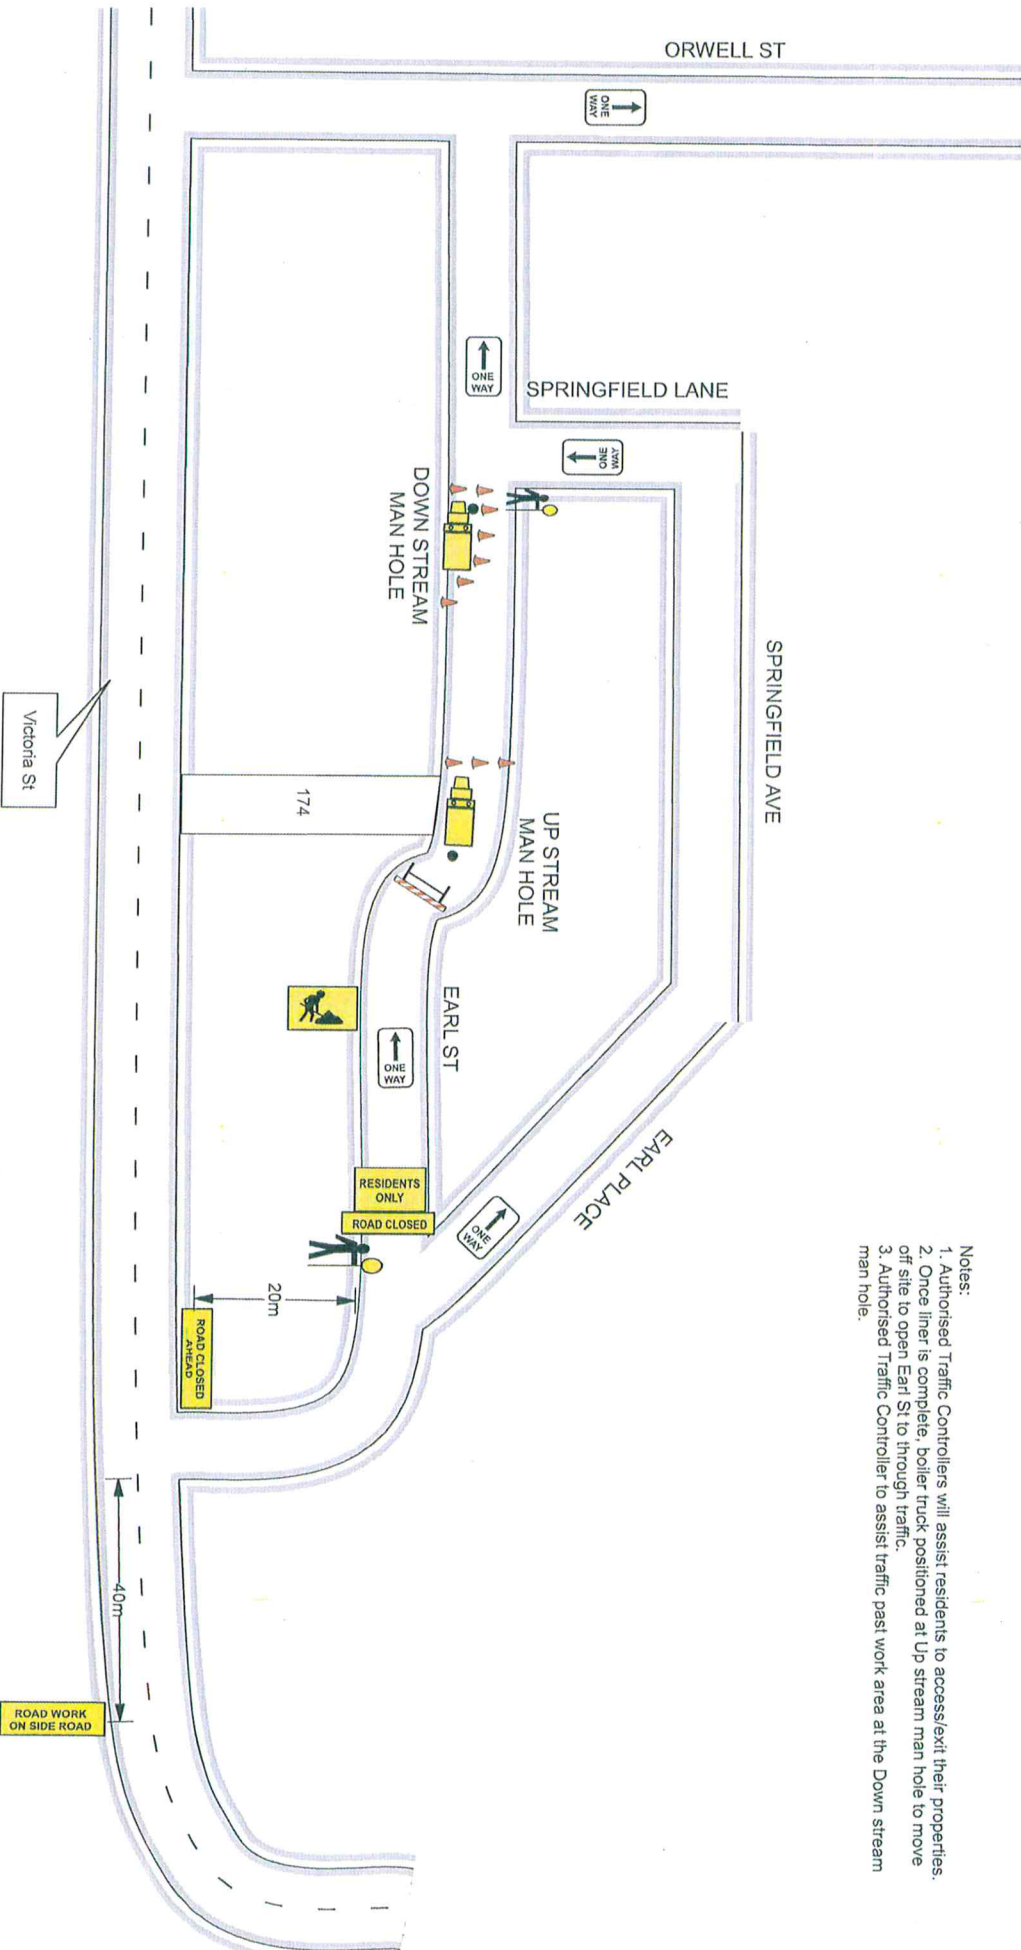 ORWELL ST
ONE
WAY
ONE
WAY
SPRINGFIELD LANE
ONE
WAY
DOWN STREAM
MAN HOLE
SPRINGFIELD AVE
Victoria St
174
UP STREAM
MAN HOLE
EARL ST
ONE
WAY
EARL PLACE
ONE
WAY
RESIDENTS
ONLY
ROAD CLOSED
20m
ROAD CLOSED
AHEAD
40m
ROAD WORK
ON SIDE ROAD
Notes:
1. Authorised Traffic Controllers will assist residents to access/exit their properties.
2. Once liner is complete, boiler truck positioned at Up stream man hole to move
off site to open Earl St to through traffic.
3. Authorised Traffic Controller to assist traffic past work area at the Down stream
man hole.